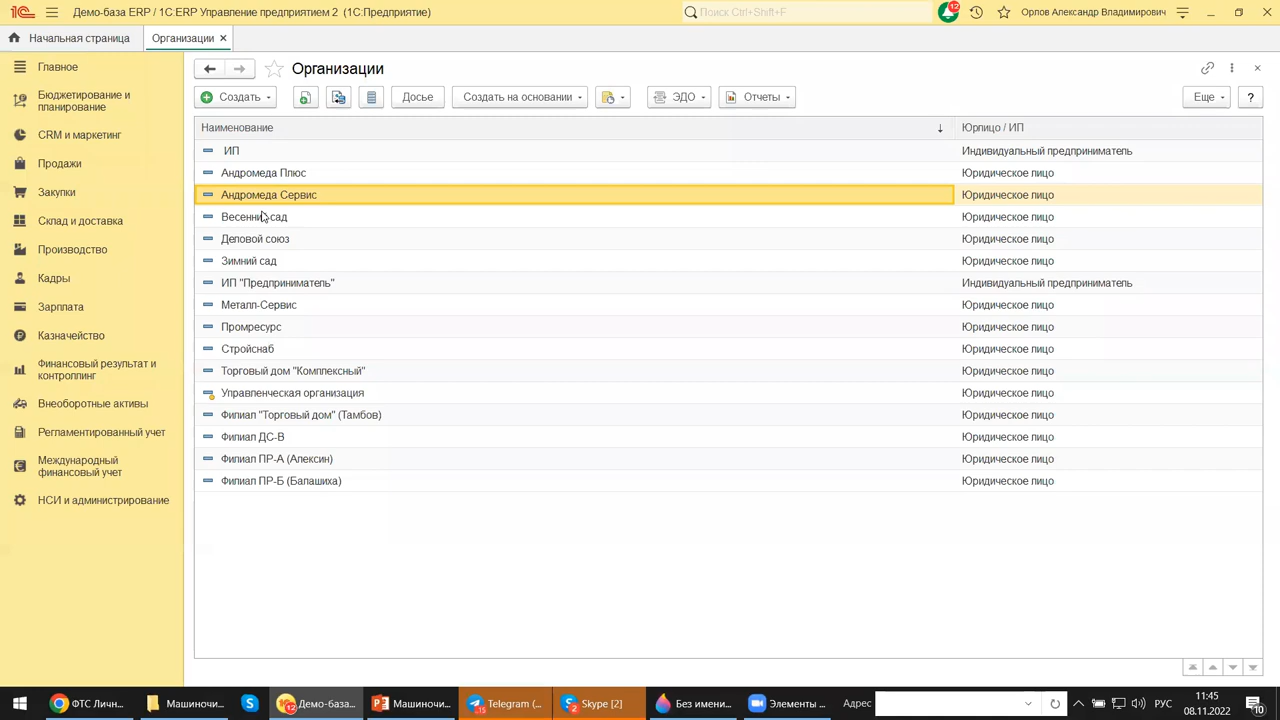 Демо-база ERP / 1C:ERP Управление предприятием 2 (1С:Предприятие)
Поиск Ctrl+Shift+F
12
Орлов Александр Владимирович
Начальная страница
Организации ×
Главное
Бюджетирование и
планирование
CRM и маркетинг
Продажи
Закупки
Склад и доставка
Производство
Кадры
Зарплата
Казначейство
Финансовый результат и
контроллинг
Внеоборотные активы
Регламентированный учет
Международный
финансовый учет
НСИ и администрирование
Организации
Создать
Досье
Создать на основании
ЭДО
Отчеты
Еще
?
Наименование ↓ Юрлицо / ИП
ИП Индивидуальный предприниматель
Андромеда Плюс Юридическое лицо
Андромеда Сервис Юридическое лицо
Весенний сад Юридическое лицо
Деловой союз Юридическое лицо
Зимний сад Юридическое лицо
ИП "Предприниматель" Индивидуальный предприниматель
Металл-Сервис Юридическое лицо
Промресурс Юридическое лицо
Стройснаб Юридическое лицо
Торговый дом "Комплексный" Юридическое лицо
Управленческая организация Юридическое лицо
Филиал "Торговый дом" (Тамбов) Юридическое лицо
Филиал ДС-В Юридическое лицо
Филиал ПР-А (Алексин) Юридическое лицо
Филиал ПР-Б (Балашиха) Юридическое лицо
ФТС Личн...
Машиночи...
Демо-база...
Машиночи...
Telegram (...
Skype [2]
Без имени...
Элементы ...
Адрес
РУС
11:45
08.11.2022
10